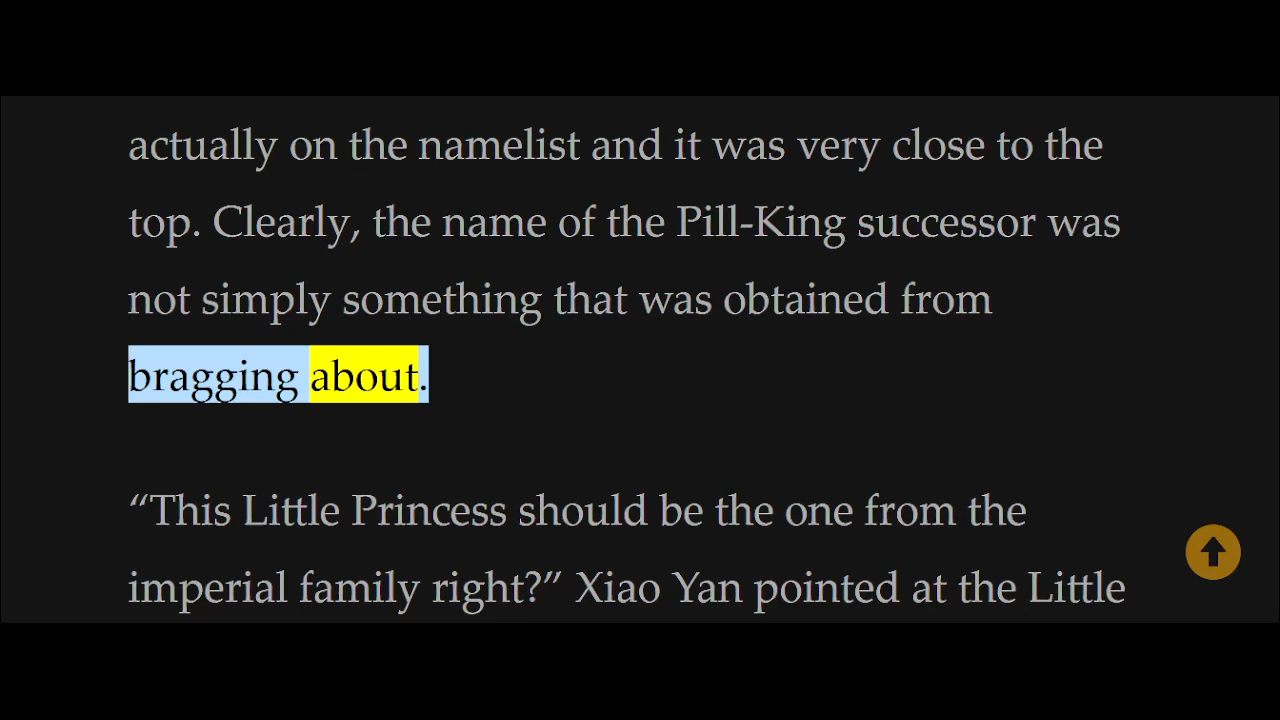 actually on the namelist and it was very close to the
top. Clearly, the name of the Pill-King successor was
not simply something that was obtained from
bragging about.
“This Little Princess should be the one from the
imperial family right?” Xiao Yan pointed at the Little